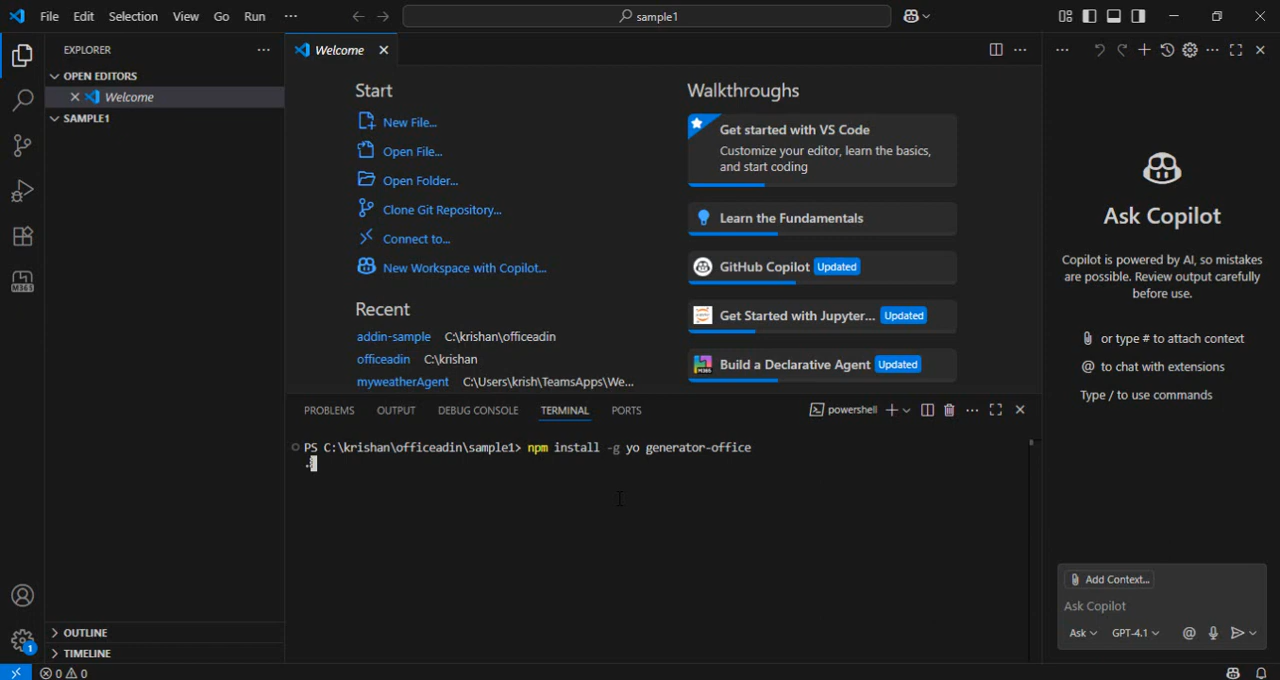 File Edit Selection View Go Run ··· sample1
EXPLORER ···
OPEN EDITORS
Welcome
SAMPLE1
OUTLINE
TIMELINE
M365
1
0 0
Welcome
Start
New File...
Open File...
Open Folder...
Clone Git Repository...
Connect to...
New Workspace with Copilot...
Recent
addin-sample C:\krishan\officeadin
officeadin C:\krishan
myweatherAgent C:\Users\krish\TeamsApps\We...
Walkthroughs
Get started with VS Code
Customize your editor, learn the basics,
and start coding
Learn the Fundamentals
GitHub Copilot Updated
Get Started with Jupyter... Updated
Build a Declarative Agent Updated
PROBLEMS OUTPUT DEBUG CONSOLE TERMINAL PORTS powershell
PS C:\krishan\officeadin\sample1> npm install -g yo generator-office
Ask Copilot
Copilot is powered by AI, so mistakes
are possible. Review output carefully
before use.
or type # to attach context
@ to chat with extensions
Type / to use commands
Add Context...
Ask Copilot
Ask GPT-4.1 @